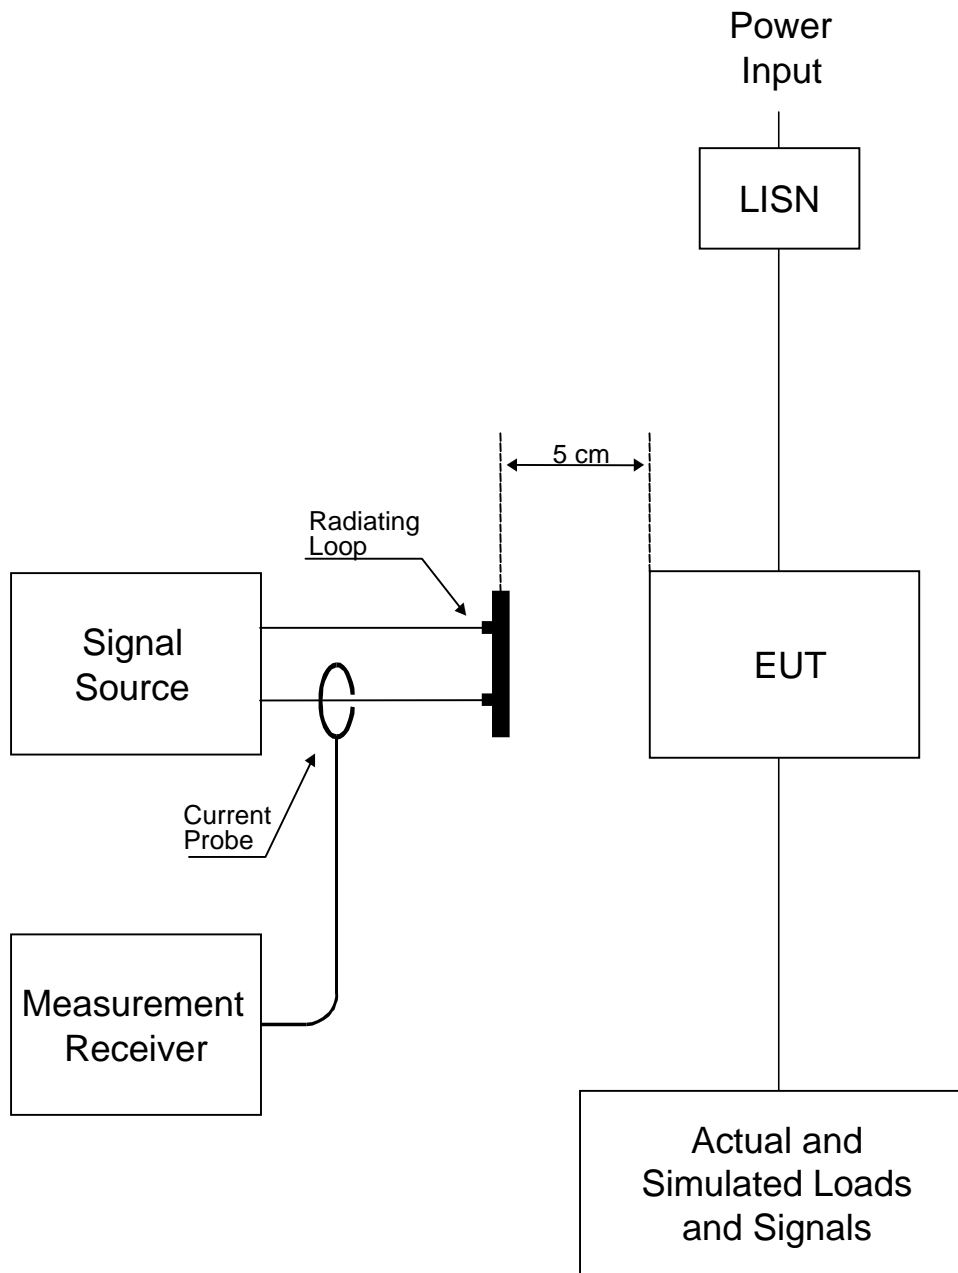 Power
Input
LISN
5 cm
Radiating
Loop
Signal
Source
EUT
Current
Probe
Measurement
Receiver
Actual and
Simulated Loads
and Signals